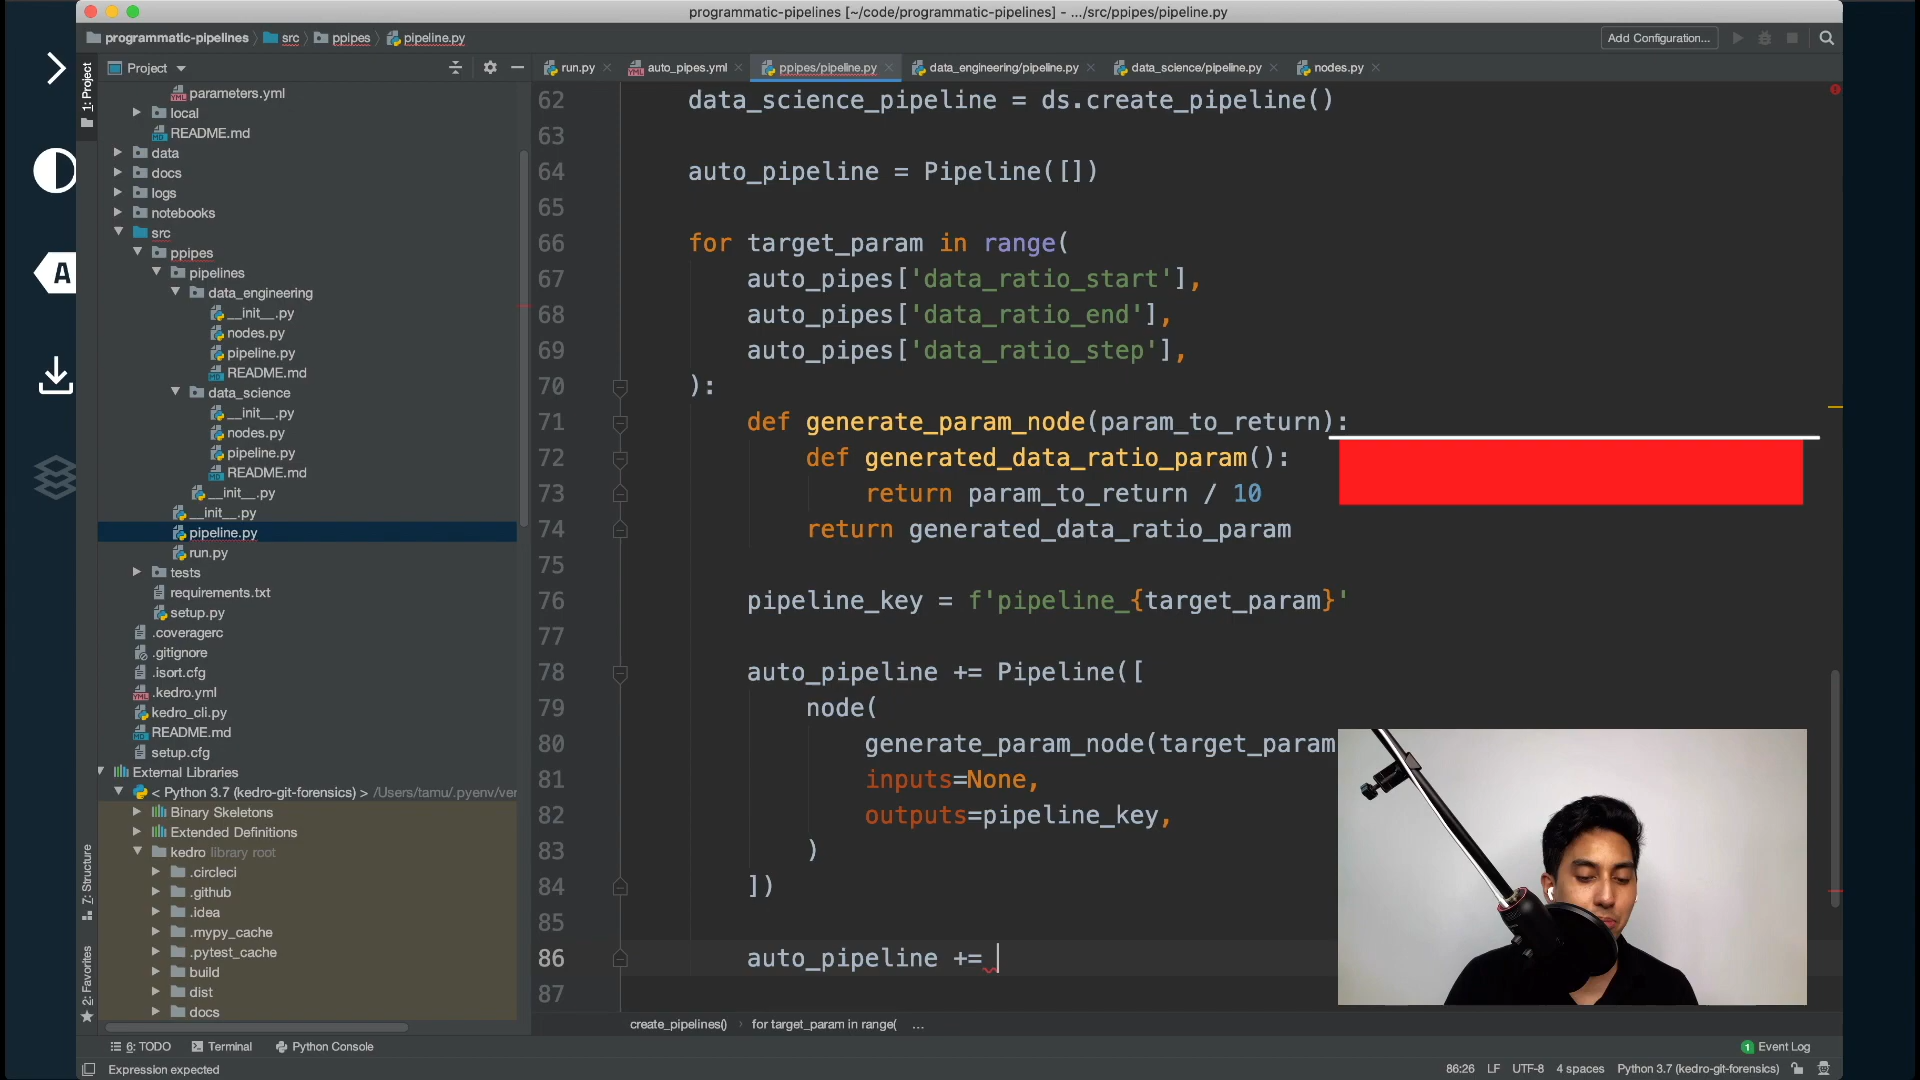 programmatic-pipelines [~/code/programmatic-pipelines] - .../src/ppipes/pipeline.py
programmatic-pipelines src ppipes pipeline.py
Add Configuration...
1: Project
Project
run.py auto_pipes.yml ppipes/pipeline.py data_engineering/pipeline.py data_science/pipeline.py nodes.py
parameters.yml
local
README.md
data
docs
logs
notebooks
src
ppipes
pipelines
data_engineering
__init__.py
nodes.py
pipeline.py
README.md
data_science
__init__.py
nodes.py
pipeline.py
README.md
__init__.py
__init__.py
pipeline.py
run.py
tests
requirements.txt
setup.py
.coveragerc
.gitignore
.isort.cfg
.kedro.yml
kedro_cli.py
README.md
setup.cfg
External Libraries
< Python 3.7 (kedro-git-forensics) > /Users/tamu/.pyenv/ver
Binary Skeletons
Extended Definitions
kedro library root
.circleci
.github
.idea
.mypy_cache
.pytest_cache
build
dist
docs
7: Structure
2: Favorites
62 data_science_pipeline = ds.create_pipeline()
63
64 auto_pipeline = Pipeline([])
65
66 for target_param in range(
67 auto_pipes['data_ratio_start'],
68 auto_pipes['data_ratio_end'],
69 auto_pipes['data_ratio_step'],
70 ):
71 def generate_param_node(param_to_return):
72 def generated_data_ratio_param():
73 return param_to_return / 10
74 return generated_data_ratio_param
75
76 pipeline_key = f'pipeline_{target_param}'
77
78 auto_pipeline += Pipeline([
79 node(
80 generate_param_node(target_param
81 inputs=None,
82 outputs=pipeline_key,
83 )
84 ])
85
86 auto_pipeline +=
87
create_pipelines() for target_param in range( ...
6: TODO Terminal Python Console
1 Event Log
Expression expected
86:26 LF UTF-8 4 spaces Python 3.7 (kedro-git-forensics)
A